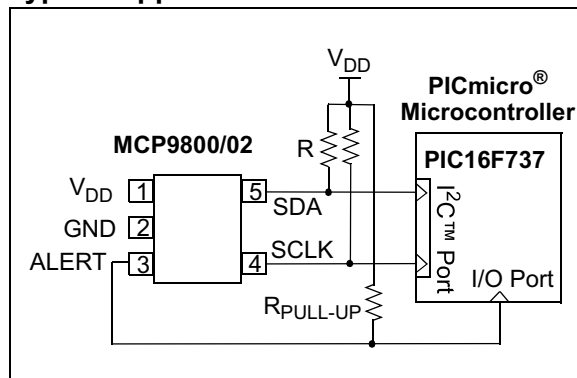 V_DD
PICmicro®
Microcontroller
MCP9800/02
PIC16F737
R
V_DD 1
5
SDA
GND 2
ALERT 3
4 SCLK
I²C™ Port
I/O Port
R_PULL-UP